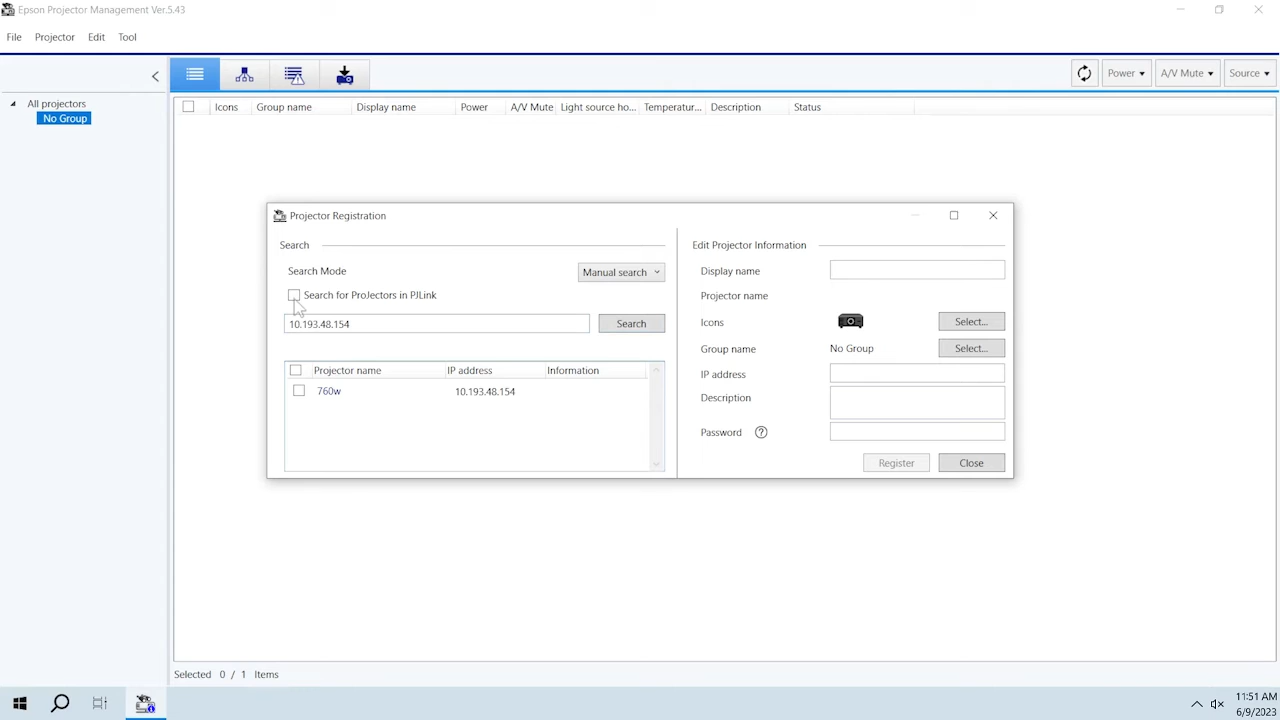 Epson Projector Management Ver.5.43
File Projector Edit Tool
Power A/V Mute Source
All projectors
No Group
Icons Group name Display name Power A/V Mute Light source ho... Temperatur... Description Status
Projector Registration
Search
Search Mode
Manual search
Search for ProJectors in PJLink
10.193.48.154
Search
Projector name IP address Information
760w 10.193.48.154
Edit Projector Information
Display name
Projector name
Icons
Select...
Group name
No Group
Select...
IP address
Description
Password ?
Register
Close
Selected 0 / 1 Items
11:51 AM
6/9/2023